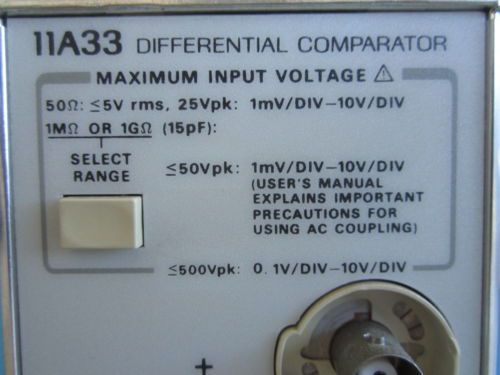 11A33 DIFFERENTIAL COMPARATOR
MAXIMUM INPUT VOLTAGE ⚠
50Ω: ≤5V rms, 25Vpk: 1mV/DIV–10V/DIV
1MΩ OR 1GΩ (15pF):
SELECT
RANGE
≤50Vpk: 1mV/DIV–10V/DIV
(USER'S MANUAL
EXPLAINS IMPORTANT
PRECAUTIONS FOR
USING AC COUPLING)
≤500Vpk: 0.1V/DIV–10V/DIV
+